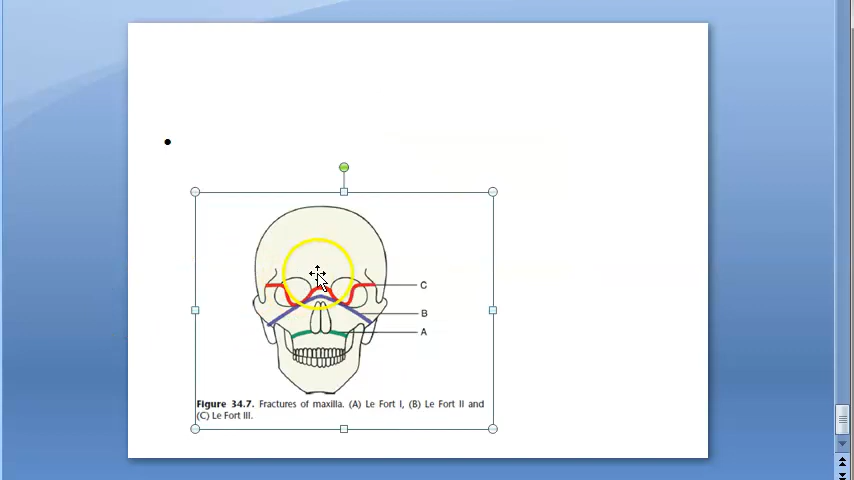 C
B
A
Figure 34.7. Fractures of maxilla. (A) Le Fort I, (B) Le Fort II and
(C) Le Fort III.